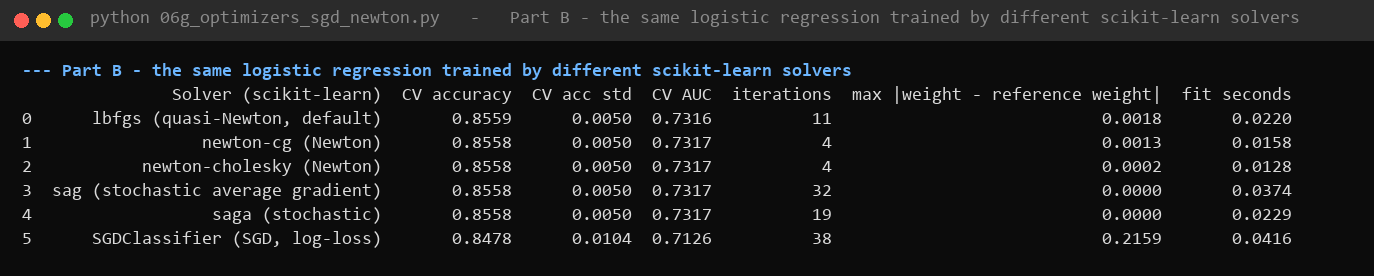 python 06g_optimizers_sgd_newton.py - Part B - the same logistic regression trained by different scikit-learn solvers
--- Part B - the same logistic regression trained by different scikit-learn solvers
Solver (scikit-learn) CV accuracy CV acc std CV AUC iterations max |weight - reference weight| fit seconds
0 lbfgs (quasi-Newton, default) 0.8559 0.0050 0.7316 11 0.0018 0.0220
1 newton-cg (Newton) 0.8558 0.0050 0.7317 4 0.0013 0.0158
2 newton-cholesky (Newton) 0.8558 0.0050 0.7317 4 0.0002 0.0128
3 sag (stochastic average gradient) 0.8558 0.0050 0.7317 32 0.0000 0.0374
4 saga (stochastic) 0.8558 0.0050 0.7317 19 0.0000 0.0229
5 SGDClassifier (SGD, log-loss) 0.8478 0.0104 0.7126 38 0.2159 0.0416